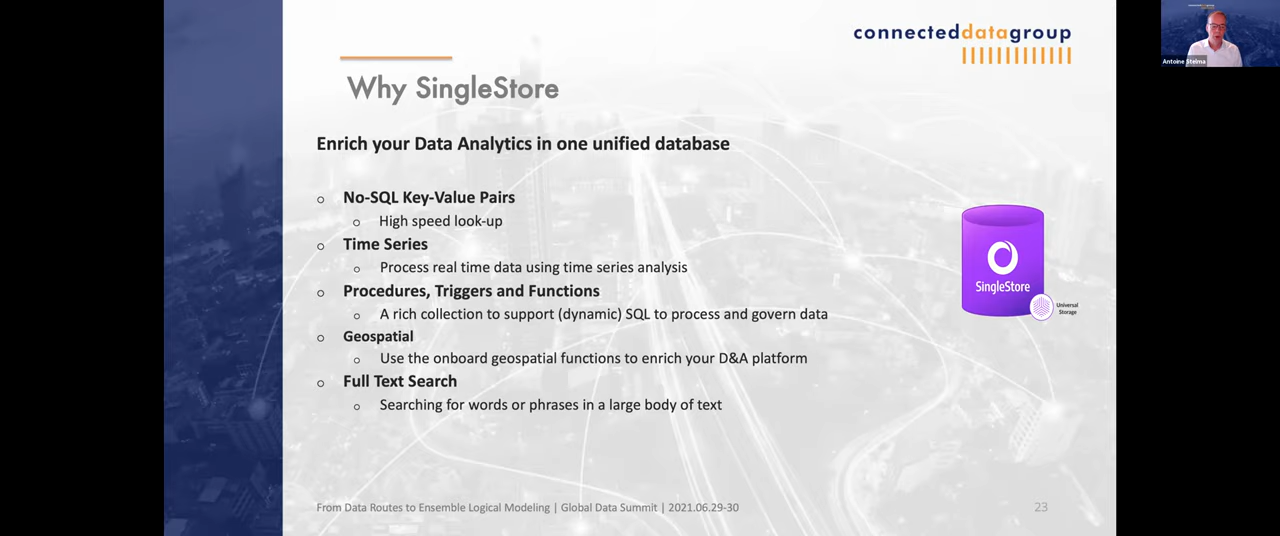 connecteddatagroup
Antoine Stelma
Why SingleStore
Enrich your Data Analytics in one unified database
No-SQL Key-Value Pairs
High speed look-up
Time Series
Process real time data using time series analysis
Procedures, Triggers and Functions
A rich collection to support (dynamic) SQL to process and govern data
Geospatial
Use the onboard geospatial functions to enrich your D&A platform
Full Text Search
Searching for words or phrases in a large body of text
SingleStore
Universal
Storage
From Data Routes to Ensemble Logical Modeling | Global Data Summit | 2021.06.29-30
23